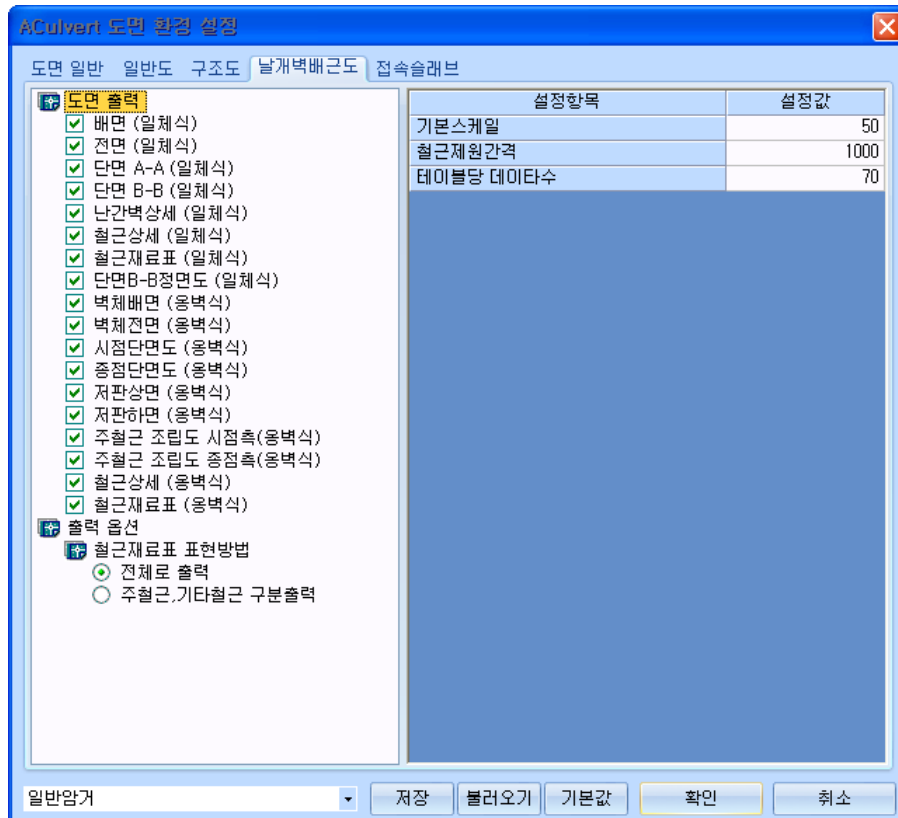 ACulvert 도면 환경 설정
도면 일반 일반도 구조도 날개벽배근도 접속슬래브
도면 출력
배면 (일체식)
전면 (일체식)
단면 A-A (일체식)
단면 B-B (일체식)
난간벽상세 (일체식)
철근상세 (일체식)
철근재료표 (일체식)
단면B-B정면도 (일체식)
벽체배면 (옹벽식)
벽체전면 (옹벽식)
시점단면도 (옹벽식)
종점단면도 (옹벽식)
저판상면 (옹벽식)
저판하면 (옹벽식)
주철근 조립도 시점측(옹벽식)
주철근 조립도 종점측(옹벽식)
철근상세 (옹벽식)
철근재료표 (옹벽식)
출력 옵션
철근재료표 표현방법
전체로 출력
주철근,기타철근 구분출력
설정항목 설정값
기본스케일 50
철근제원간격 1000
테이블당 데이타수 70
일반암거 저장 불러오기 기본값 확인 취소